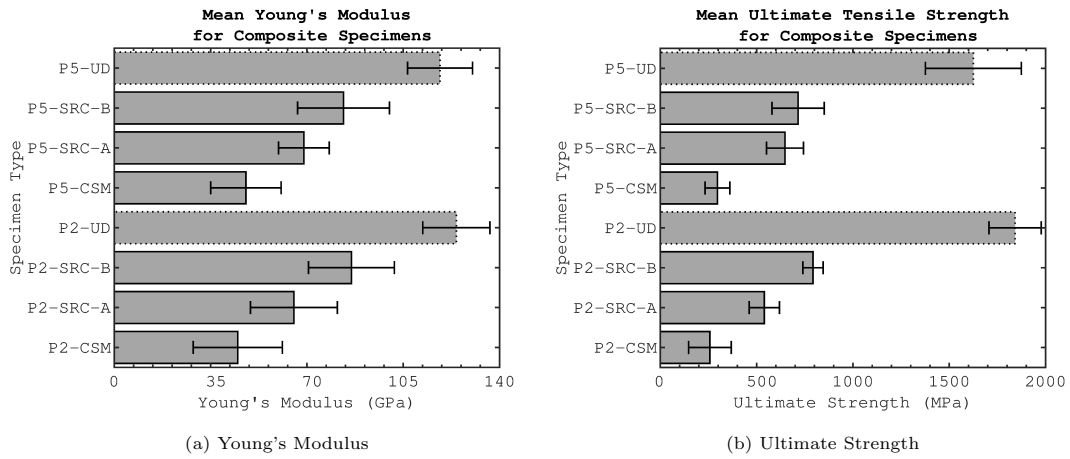 Mean Young's Modulus
for Composite Specimens
Specimen Type
P5-UD
P5-SRC-B
P5-SRC-A
P5-CSM
P2-UD
P2-SRC-B
P2-SRC-A
P2-CSM
0 35 70 105 140
Young's Modulus (GPa)
(a) Young's Modulus
Mean Ultimate Tensile Strength
for Composite Specimens
Specimen Type
P5-UD
P5-SRC-B
P5-SRC-A
P5-CSM
P2-UD
P2-SRC-B
P2-SRC-A
P2-CSM
0 500 1000 1500 2000
Ultimate Strength (MPa)
(b) Ultimate Strength